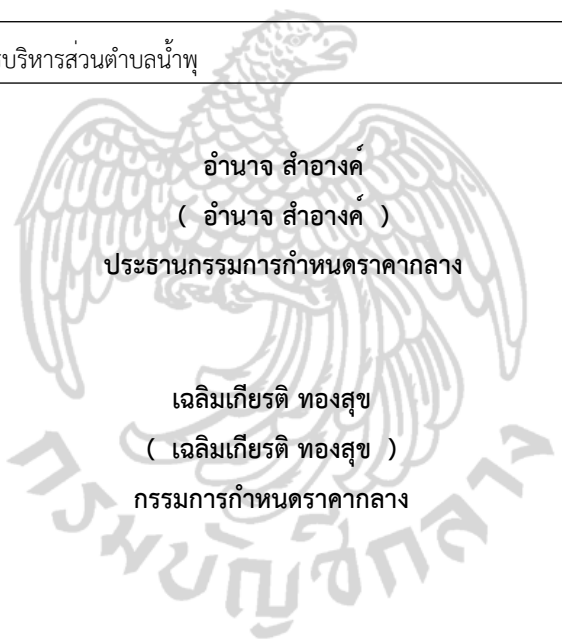 บริหารส่วนตำบลน้ำพุ
อำนาจ สำอางค์
( อำนาจ สำอางค์ )
ประธานกรรมการกำหนดราคากลาง
เฉลิมเกียรติ ทองสุข
( เฉลิมเกียรติ ทองสุข )
กรรมการกำหนดราคากลาง
กรมบัญชีกลาง